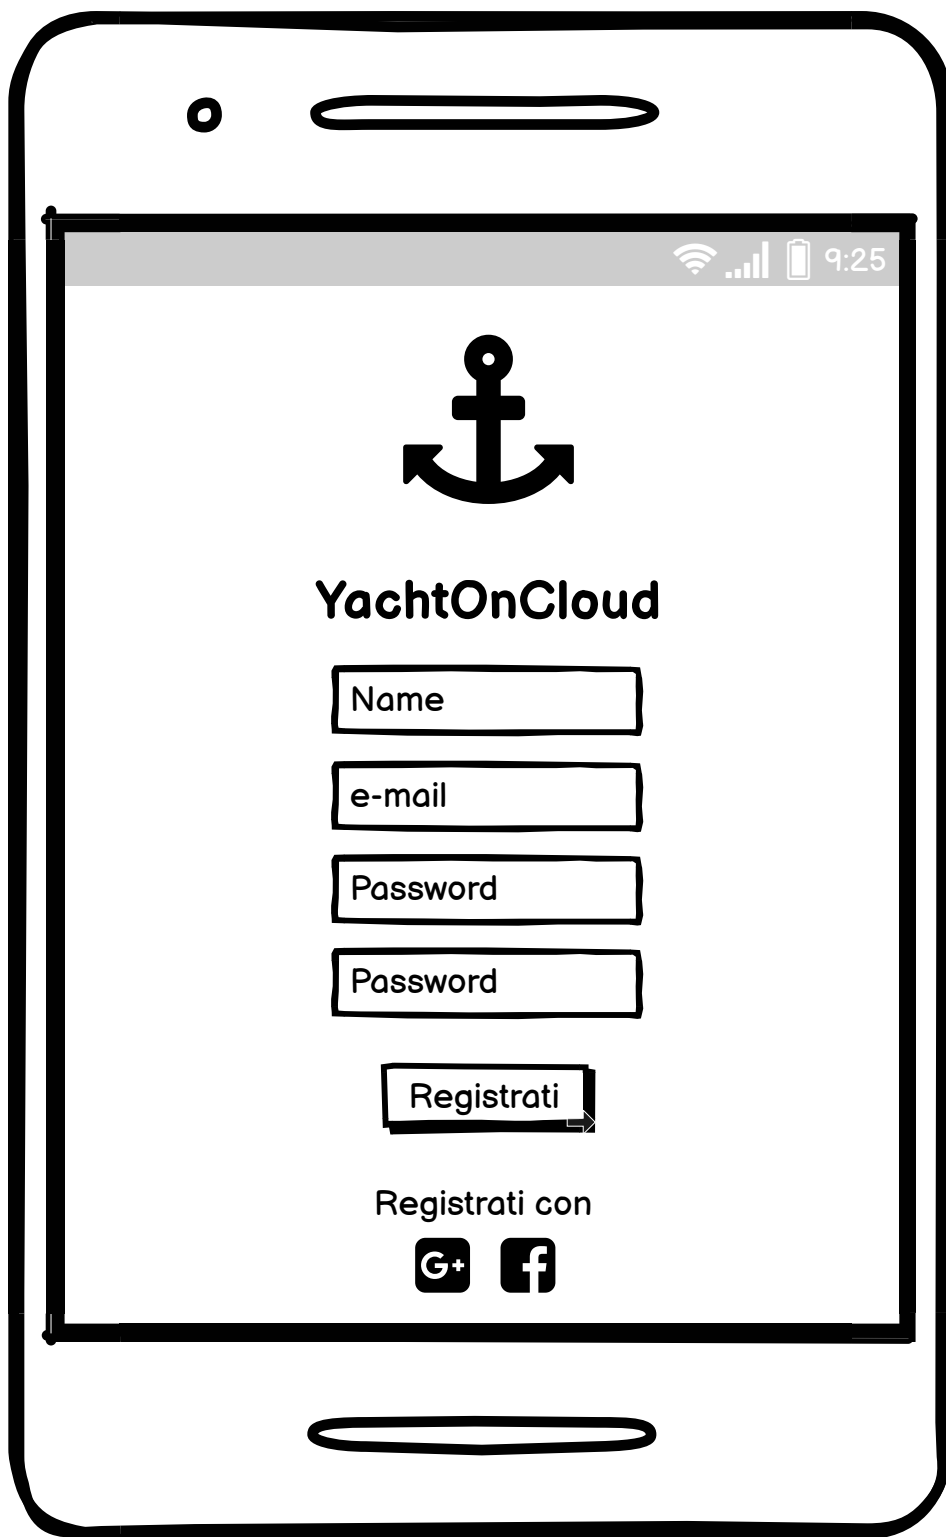 9:25
YachtOnCloud
Name
e-mail
Password
Password
Registrati
Registrati con
G+ f